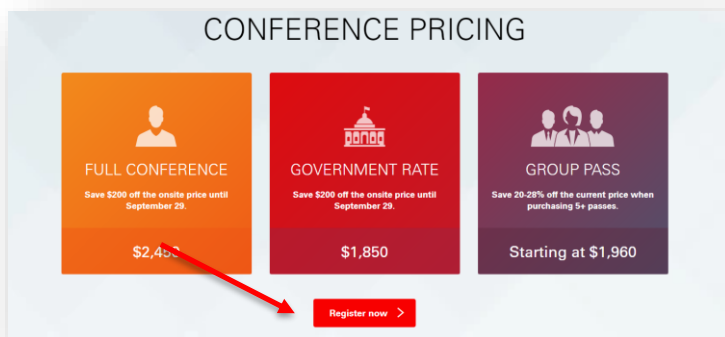 CONFERENCE PRICING
FULL CONFERENCE
Save $200 off the onsite price until
September 29.
$2,450
GOVERNMENT RATE
Save $200 off the onsite price until
September 29.
$1,850
GROUP PASS
Save 20-28% off the current price when
purchasing 5+ passes.
Starting at $1,960
Register now